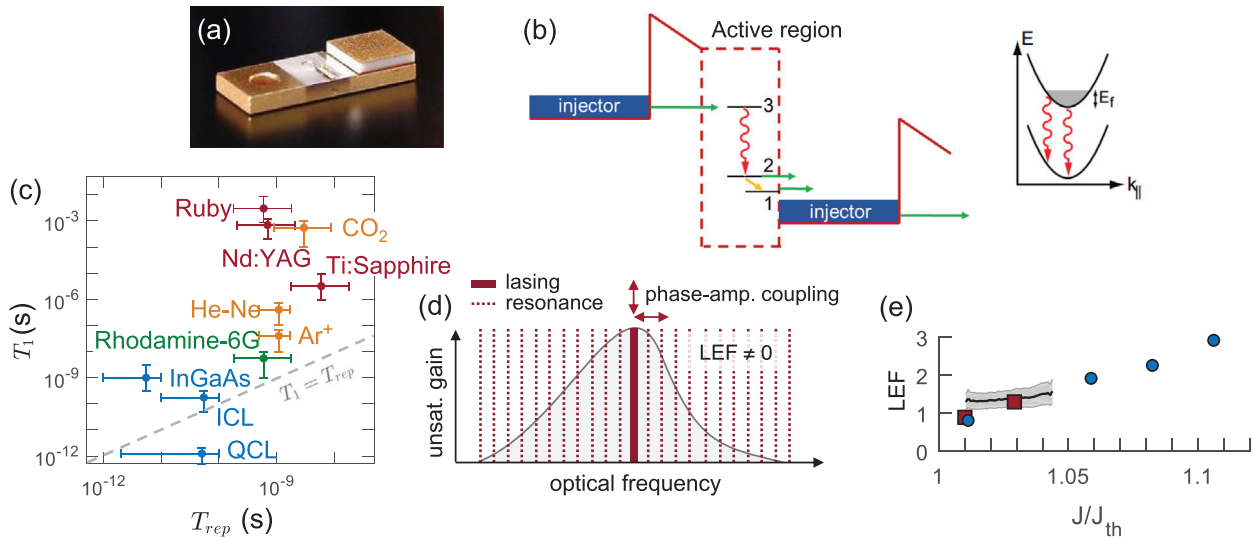 (a)
(b)
Active region
injector
3
2
1
injector
E
E_f
k_∥
(c)
T_1 (s)
10^-3
10^-6
10^-9
10^-12
Ruby
CO_2
Nd:YAG
Ti:Sapphire
He-Ne
Ar^+
Rhodamine-6G
InGaAs
T_1 = T_rep
ICL
QCL
10^-12
10^-9
T_rep (s)
(d)
lasing
resonance
phase-amp. coupling
LEF ≠ 0
unsat. gain
optical frequency
(e)
LEF
3
2
1
0
1
1.05
1.1
J/J_th